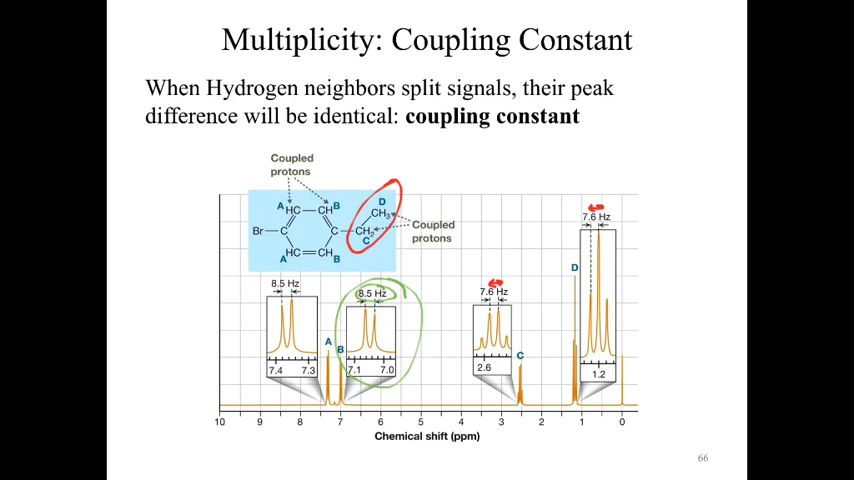 Multiplicity: Coupling Constant
When Hydrogen neighbors split signals, their peak
difference will be identical: coupling constant
Coupled
protons
A HC CH B
D
CH3
Br C C CH2
C
Coupled
protons
A HC CH B
8.5 Hz
8.5 Hz
7.6 Hz
7.6 Hz
A
B
C
D
7.4 7.3
7.1 7.0
2.6
1.2
10 9 8 7 6 5 4 3 2 1 0
Chemical shift (ppm)
66